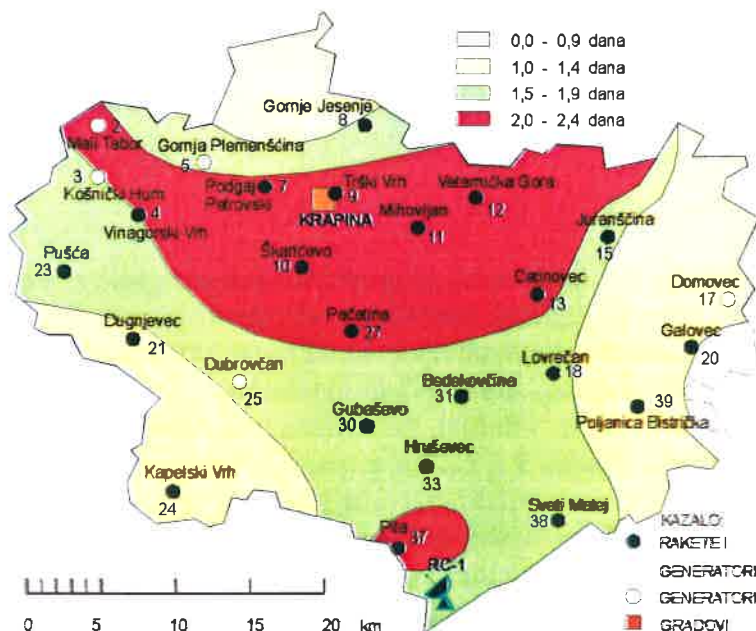 0,0 - 0,9 dana
1,0 - 1,4 dana
1,5 - 1,9 dana
2,0 - 2,4 dana
Gornje Jesenje
8
2
Mali Tabor
Gornja Plemenšćina
5
3
Košnički Hum
Podgaj
Petrovski
7
Trški Vrh
9
KRAPINA
Veternička Gora
12
4
Vinagorski Vrh
Mihovljan
11
Juranšćina
15
Pušća
23
Škarićevo
10
Cetinovec
13
Domovec
17
Dugnjevec
21
Pačetina
27
Galovec
20
Dubrovčan
25
Lovrečan
18
Bedekovčina
31
Gubaševo
30
39
Poljanica Bistrička
Hruševec
33
Kapelski Vrh
24
Sveti Matej
38
Pila
37
RC-1
KAZALO:
RAKETE I
GENERATORI
GENERATORI
GRADOVI
0 5 10 20 km